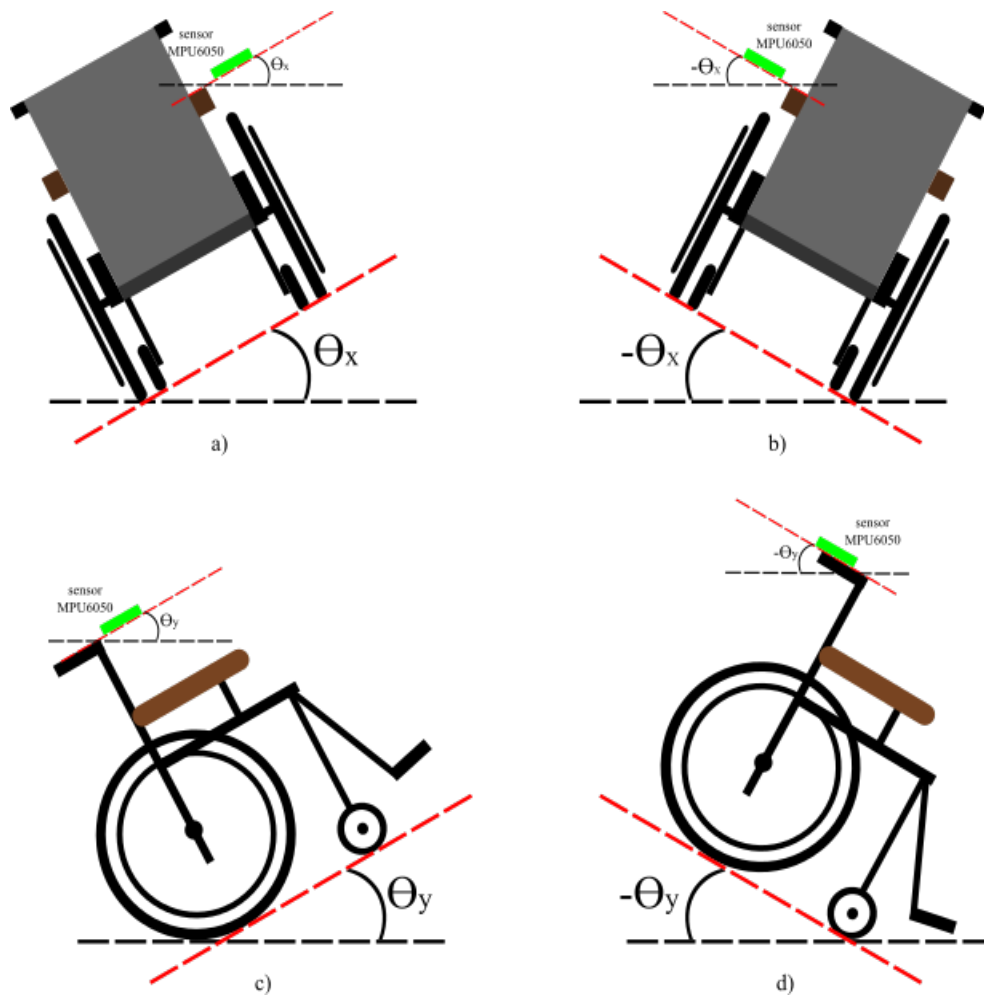 sensor
MPU6050
ϴx
sensor
MPU6050
-ϴx
ϴx
-ϴx
a)
b)
sensor
MPU6050
ϴy
sensor
MPU6050
-ϴy
ϴy
-ϴy
c)
d)